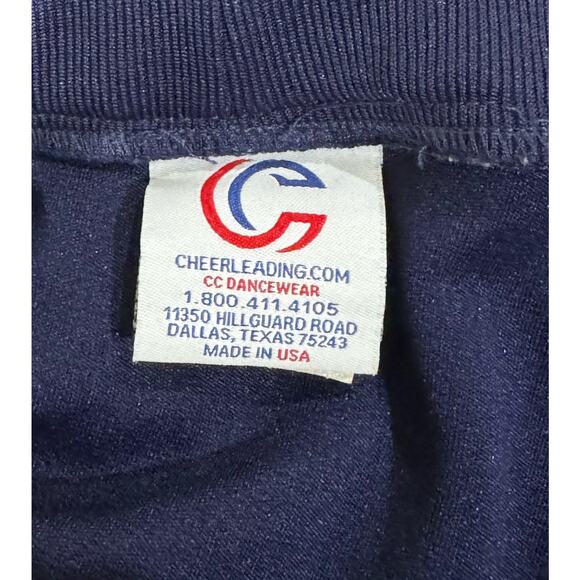 CHEERLEADING.COM
CC DANCEWEAR
1.800.411.4105
11350 HILLGUARD ROAD
DALLAS, TEXAS 75243
MADE IN USA